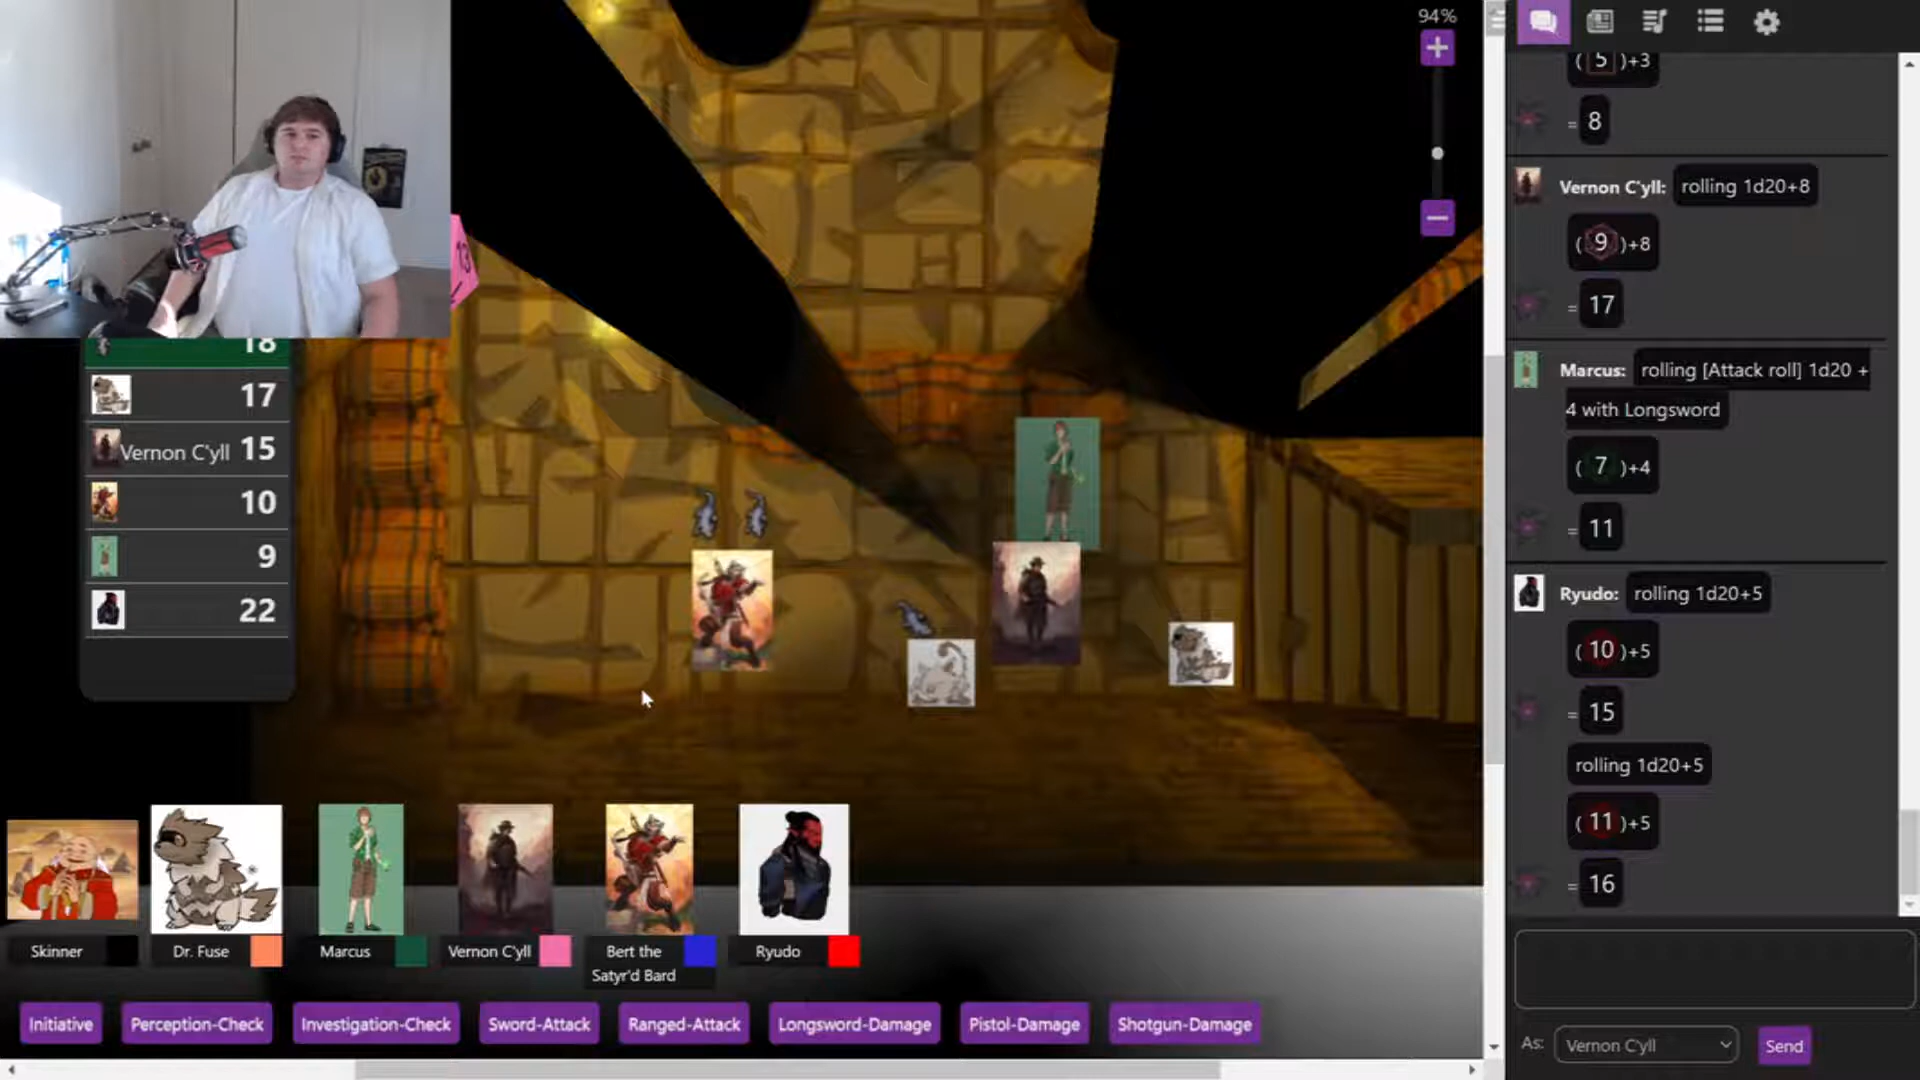 94%
13
18
17
Vernon C'yll 15
10
9
22
( 5 )+3
= 8
Vernon C'yll: rolling 1d20+8
( 9 )+8
= 17
Marcus: rolling [Attack roll] 1d20 +
4 with Longsword
( 7 )+4
= 11
Ryudo: rolling 1d20+5
( 10 )+5
= 15
rolling 1d20+5
( 11 )+5
= 16
Skinner
Dr. Fuse
Marcus
Vernon C'yll
Bert the
Satyr'd Bard
Ryudo
Initiative
Perception-Check
Investigation-Check
Sword-Attack
Ranged-Attack
Longsword-Damage
Pistol-Damage
Shotgun-Damage
As: Vernon C'yll
Send